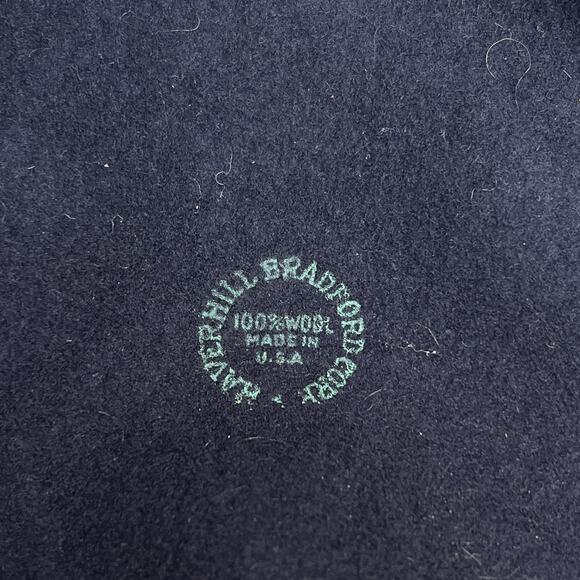 HAVERHILL BRADFORD CORP.
100% WOOL
MADE IN
U.S.A